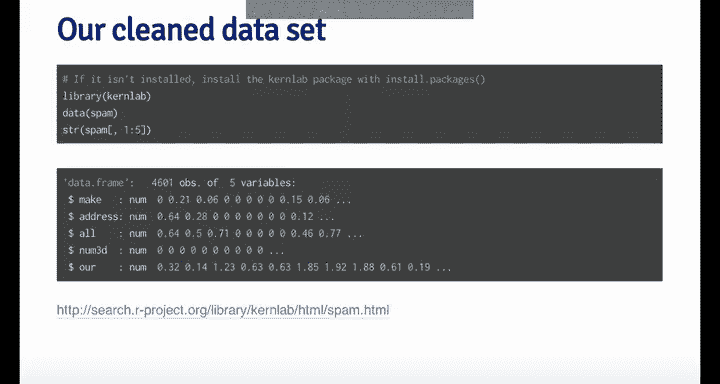 Our cleaned data set
# If it isn't installed, install the kernlab package with install.packages()
library(kernlab)
data(spam)
str(spam[, 1:5])
'data.frame':   4601 obs. of  5 variables:
$ make   : num  0 0.21 0.06 0 0 0 0 0 0.15 0.06 ...
$ address: num  0.64 0.28 0 0 0 0 0 0 0 0.12 ...
$ all    : num  0.64 0.5 0.71 0 0 0 0 0 0.46 0.77 ...
$ num3d  : num  0 0 0 0 0 0 0 0 0 0 ...
$ our    : num  0.32 0.14 1.23 0.63 0.63 1.85 1.92 1.88 0.61 0.19 ...
http://search.r-project.org/library/kernlab/html/spam.html